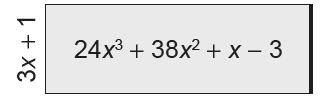 3x + 1
24x³ + 38x² + x – 3